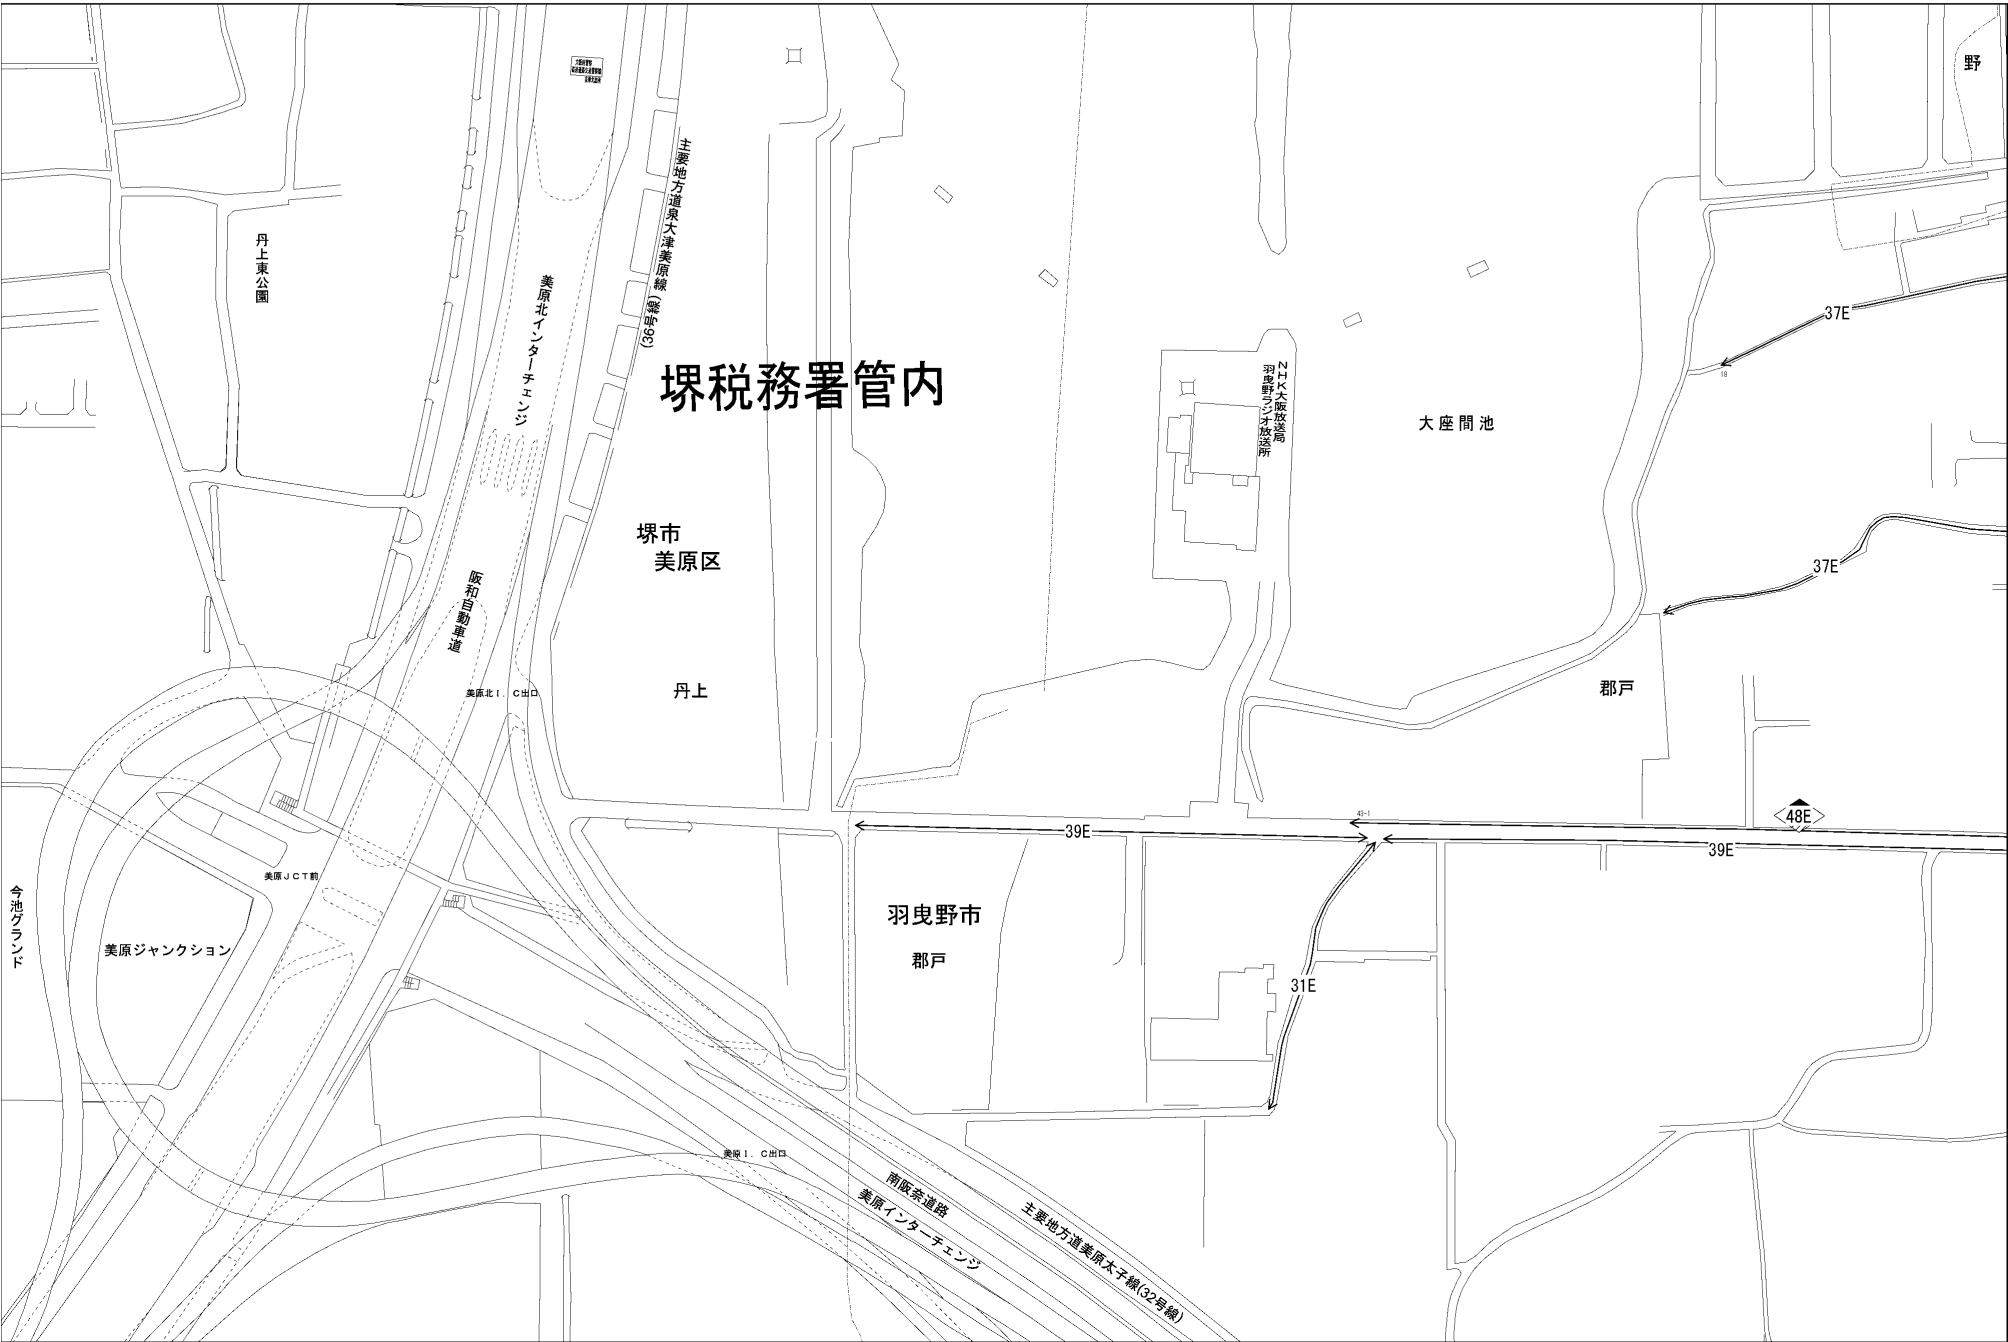 野
主要地方道泉大津美原線
(36号線)
丹上東公園
美原北インターチェンジ
37E
18
堺税務署管内
NHK大阪放送局
羽曳野ラジオ放送所
大座間池
堺市
美原区
37E
阪和自動車道
美原北I.C出口
丹上
郡戸
43-1
48E
39E
39E
美原JCT前
今池グランド
羽曳野市
美原ジャンクション
郡戸
31E
美原I.C出口
南阪奈道路
美原インターチェンジ
主要地方道美原太子線(32号線)